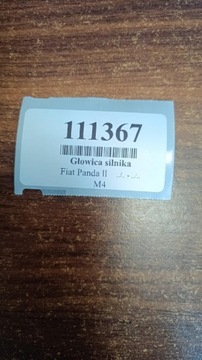 111367
Głowica silnika
Fiat Panda II
M4